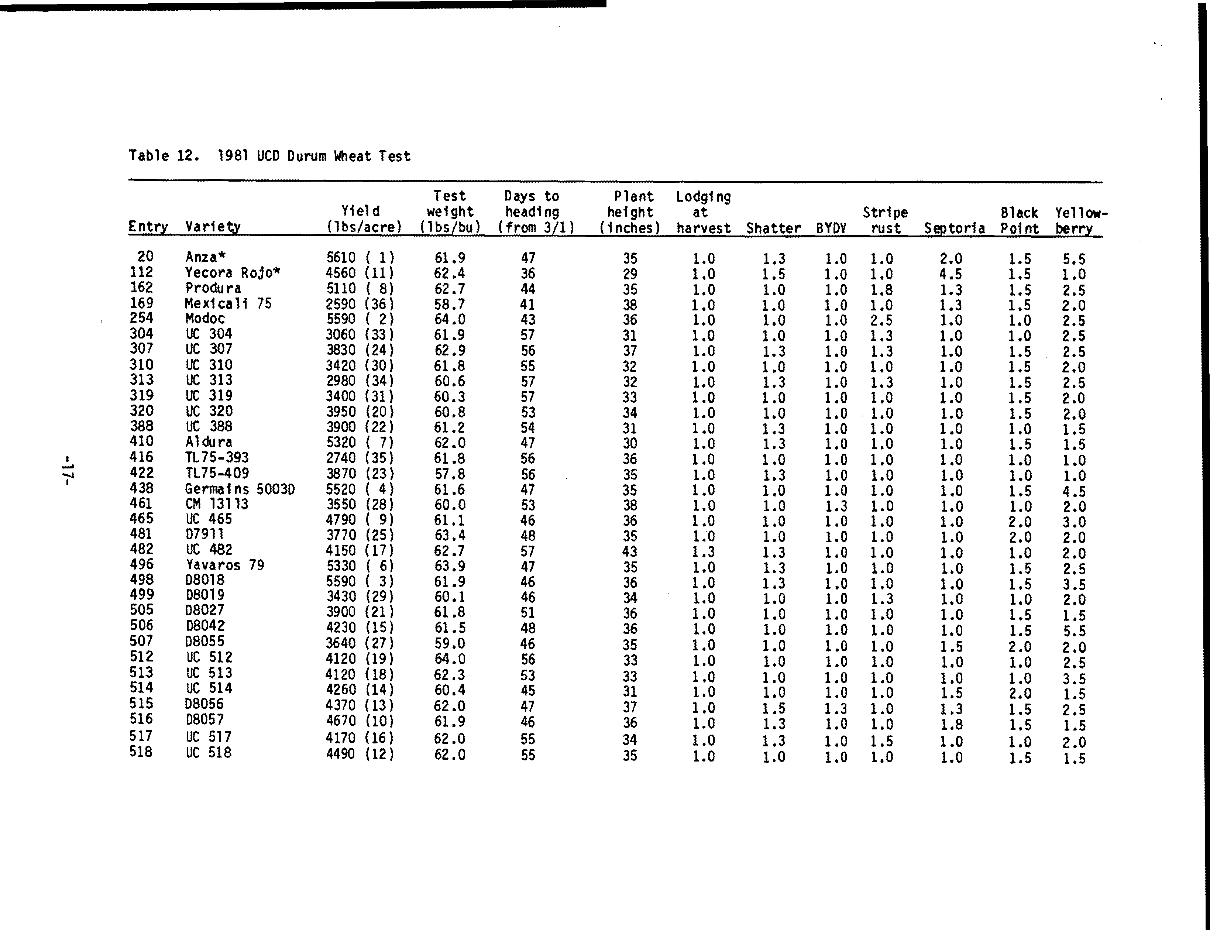 Table 12. 1981 UCD Durum Wheat Test
Test Days to Plant Lodging
Yield weight heading height at Stripe Black Yellow-
Entry Variety (lbs/acre) (lbs/bu) (from 3/1) (inches) harvest Shatter BYDV rust Septoria Point berry
20 Anza* 5610 ( 1) 61.9 47 35 1.0 1.3 1.0 1.0 2.0 1.5 5.5
112 Yecora Rojo* 4560 (11) 62.4 36 29 1.0 1.5 1.0 1.0 4.5 1.5 1.0
162 Produra 5110 ( 8) 62.7 44 35 1.0 1.0 1.0 1.8 1.3 1.5 2.5
169 Mexicali 75 2590 (36) 58.7 41 38 1.0 1.0 1.0 1.0 1.3 1.5 2.0
254 Modoc 5590 ( 2) 64.0 43 36 1.0 1.0 1.0 2.5 1.0 1.0 2.5
304 UC 304 3060 (33) 61.9 57 31 1.0 1.0 1.0 1.3 1.0 1.0 2.5
307 UC 307 3830 (24) 62.9 56 37 1.0 1.3 1.0 1.3 1.0 1.5 2.5
310 UC 310 3420 (30) 61.8 55 32 1.0 1.0 1.0 1.0 1.0 1.5 2.0
313 UC 313 2980 (34) 60.6 57 32 1.0 1.3 1.0 1.3 1.0 1.5 2.5
319 UC 319 3400 (31) 60.3 57 33 1.0 1.0 1.0 1.0 1.0 1.5 2.0
320 UC 320 3950 (20) 60.8 53 34 1.0 1.0 1.0 1.0 1.0 1.5 2.0
388 UC 388 3900 (22) 61.2 54 31 1.0 1.3 1.0 1.0 1.0 1.0 1.5
410 Aldura 5320 ( 7) 62.0 47 30 1.0 1.3 1.0 1.0 1.0 1.5 1.5
416 TL75-393 2740 (35) 61.8 56 36 1.0 1.0 1.0 1.0 1.0 1.0 1.0
422 TL75-409 3870 (23) 57.8 56 35 1.0 1.3 1.0 1.0 1.0 1.0 1.0
438 Germains 5003D 5520 ( 4) 61.6 47 35 1.0 1.0 1.0 1.0 1.0 1.5 4.5
461 CM 13113 3550 (28) 60.0 53 38 1.0 1.0 1.3 1.0 1.0 1.0 2.0
465 UC 465 4790 ( 9) 61.1 46 36 1.0 1.0 1.0 1.0 1.0 2.0 3.0
481 D7911 3770 (25) 63.4 48 35 1.0 1.0 1.0 1.0 1.0 2.0 2.0
482 UC 482 4150 (17) 62.7 57 43 1.3 1.3 1.0 1.0 1.0 1.0 2.0
496 Yavaros 79 5330 ( 6) 63.9 47 35 1.0 1.3 1.0 1.0 1.0 1.5 2.5
498 D8018 5590 ( 3) 61.9 46 36 1.0 1.3 1.0 1.0 1.0 1.5 3.5
499 D8019 3430 (29) 60.1 46 34 1.0 1.0 1.0 1.3 1.0 1.0 2.0
505 D8027 3900 (21) 61.8 51 36 1.0 1.0 1.0 1.0 1.0 1.5 1.5
506 D8042 4230 (15) 61.5 48 36 1.0 1.0 1.0 1.0 1.0 1.5 5.5
507 D8055 3640 (27) 59.0 46 35 1.0 1.0 1.0 1.0 1.5 2.0 2.0
512 UC 512 4120 (19) 64.0 56 33 1.0 1.0 1.0 1.0 1.0 1.0 2.5
513 UC 513 4120 (18) 62.3 53 33 1.0 1.0 1.0 1.0 1.0 1.0 3.5
514 UC 514 4260 (14) 60.4 45 31 1.0 1.0 1.0 1.0 1.5 2.0 1.5
515 D8056 4370 (13) 62.0 47 37 1.0 1.5 1.3 1.0 1.3 1.5 2.5
516 D8057 4670 (10) 61.9 46 36 1.0 1.3 1.0 1.0 1.8 1.5 1.5
517 UC 517 4170 (16) 62.0 55 34 1.0 1.3 1.0 1.5 1.0 1.0 2.0
518 UC 518 4490 (12) 62.0 55 35 1.0 1.0 1.0 1.0 1.0 1.5 1.5
-17-